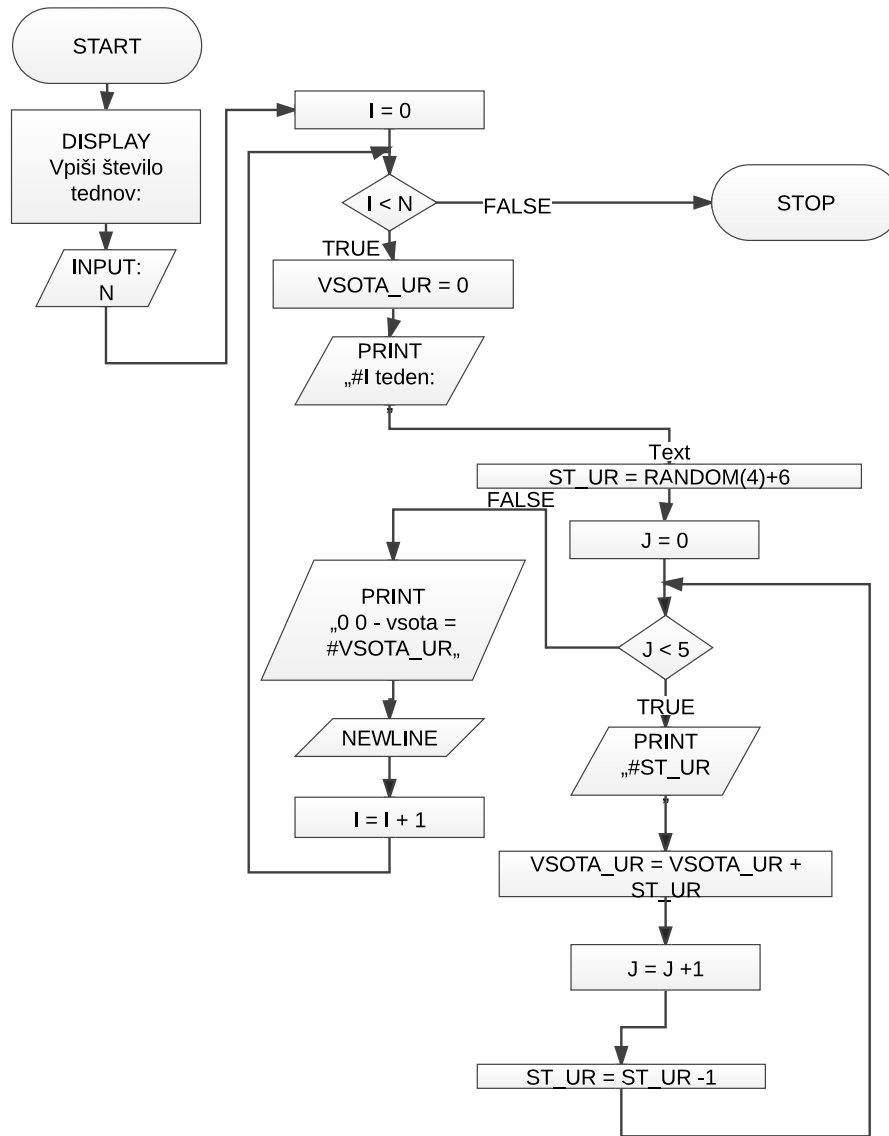 START
DISPLAY
Vpiši število
tednov:
INPUT:
N
I = 0
I < N
FALSE
STOP
TRUE
VSOTA_UR = 0
PRINT
„#I teden:
„
Text
ST_UR = RANDOM(4)+6
J = 0
J < 5
FALSE
PRINT
„0 0 - vsota =
#VSOTA_UR„
NEWLINE
I = I + 1
TRUE
PRINT
„#ST_UR
„
VSOTA_UR = VSOTA_UR +
ST_UR
J = J +1
ST_UR = ST_UR -1